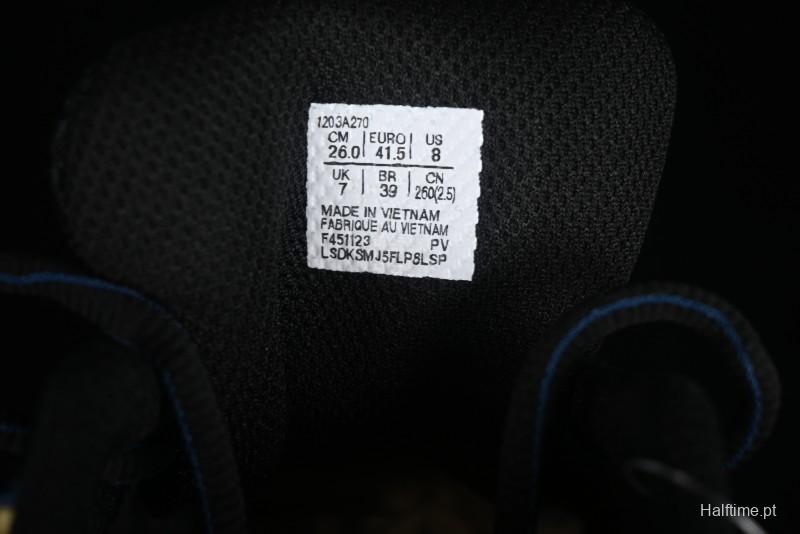 1203A270
CM | EURO | US
26.0 | 41.5 | 8
UK | BR | CN
7 | 39 | 260(2.5)
MADE IN VIETNAM
FABRIQUE AU VIETNAM
F451123 PV
LSDKSMJ5FLP8LSP
Halftime.pt